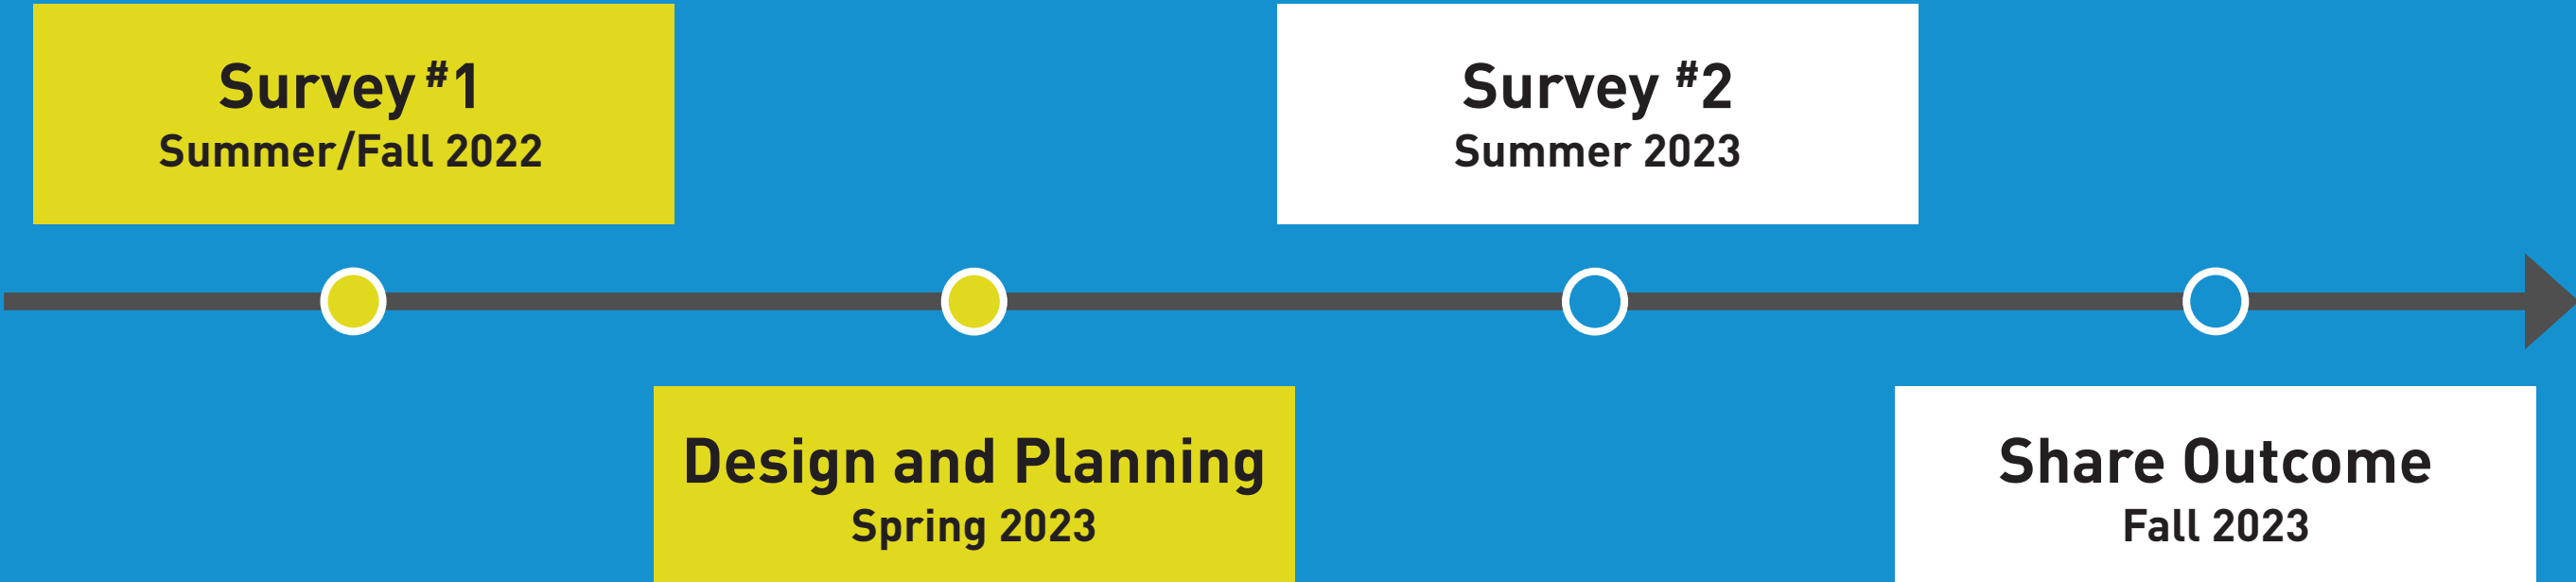 Survey #1
Summer/Fall 2022
Design and Planning
Spring 2023
Survey #2
Summer 2023
Share Outcome
Fall 2023